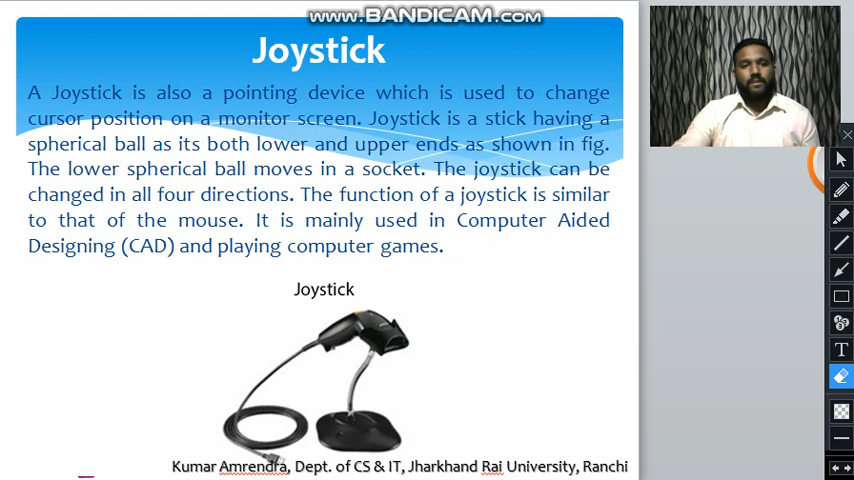 www.BANDICAM.com
Joystick
A Joystick is also a pointing device which is used to change
cursor position on a monitor screen. Joystick is a stick having a
spherical ball as its both lower and upper ends as shown in fig.
The lower spherical ball moves in a socket. The joystick can be
changed in all four directions. The function of a joystick is similar
to that of the mouse. It is mainly used in Computer Aided
Designing (CAD) and playing computer games.
Joystick
Kumar Amrendra, Dept. of CS & IT, Jharkhand Rai University, Ranchi
T